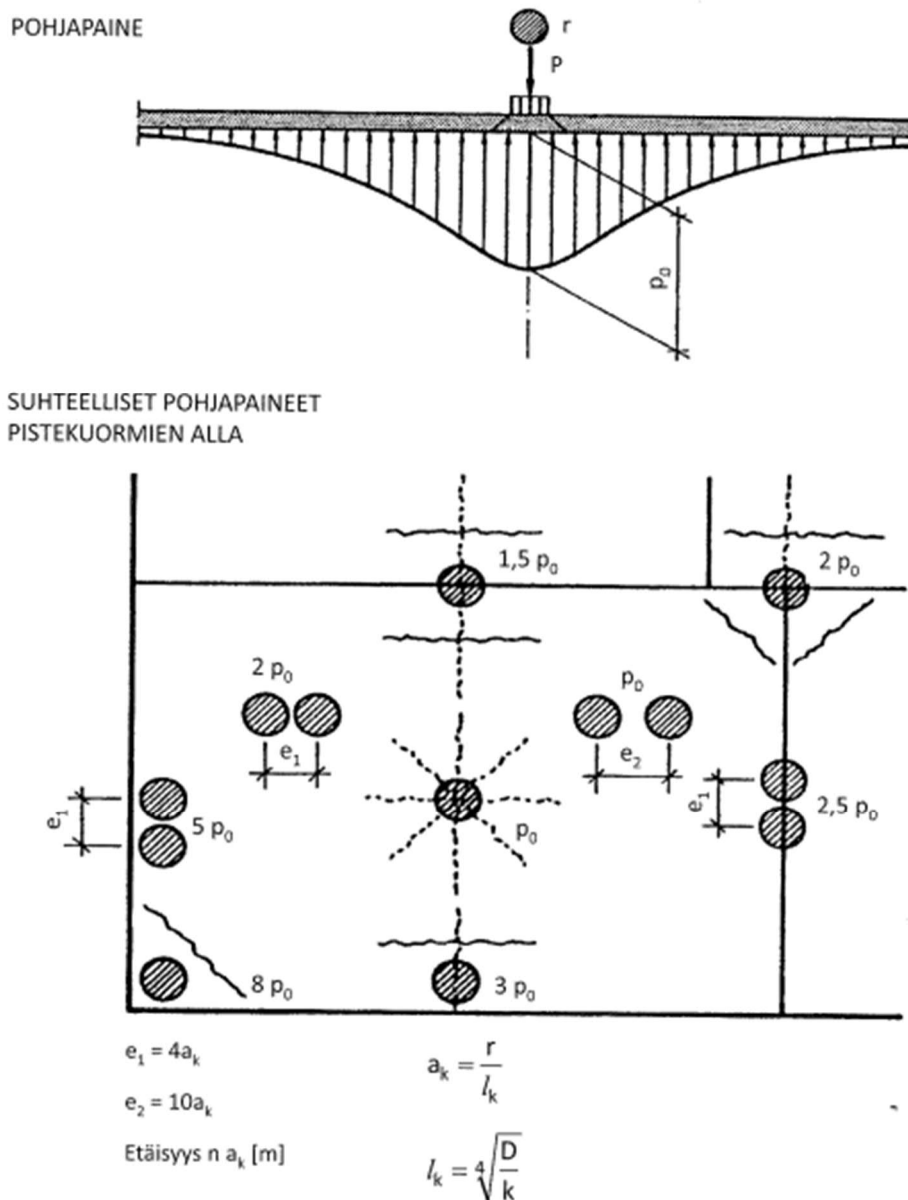 POHJAPAINE
r
p
p₀
SUHTEELLISET POHJAPAINEET
PISTEKUORMIEN ALLA
1,5 p₀
2 p₀
2 p₀
p₀
e₁
e₂
e₁
5 p₀
p₀
e₁
2,5 p₀
8 p₀
3 p₀
e₁ = 4aₖ
aₖ = r / lₖ
e₂ = 10aₖ
Etäisyys n aₖ [m]
lₖ = ⁴√(D / k)